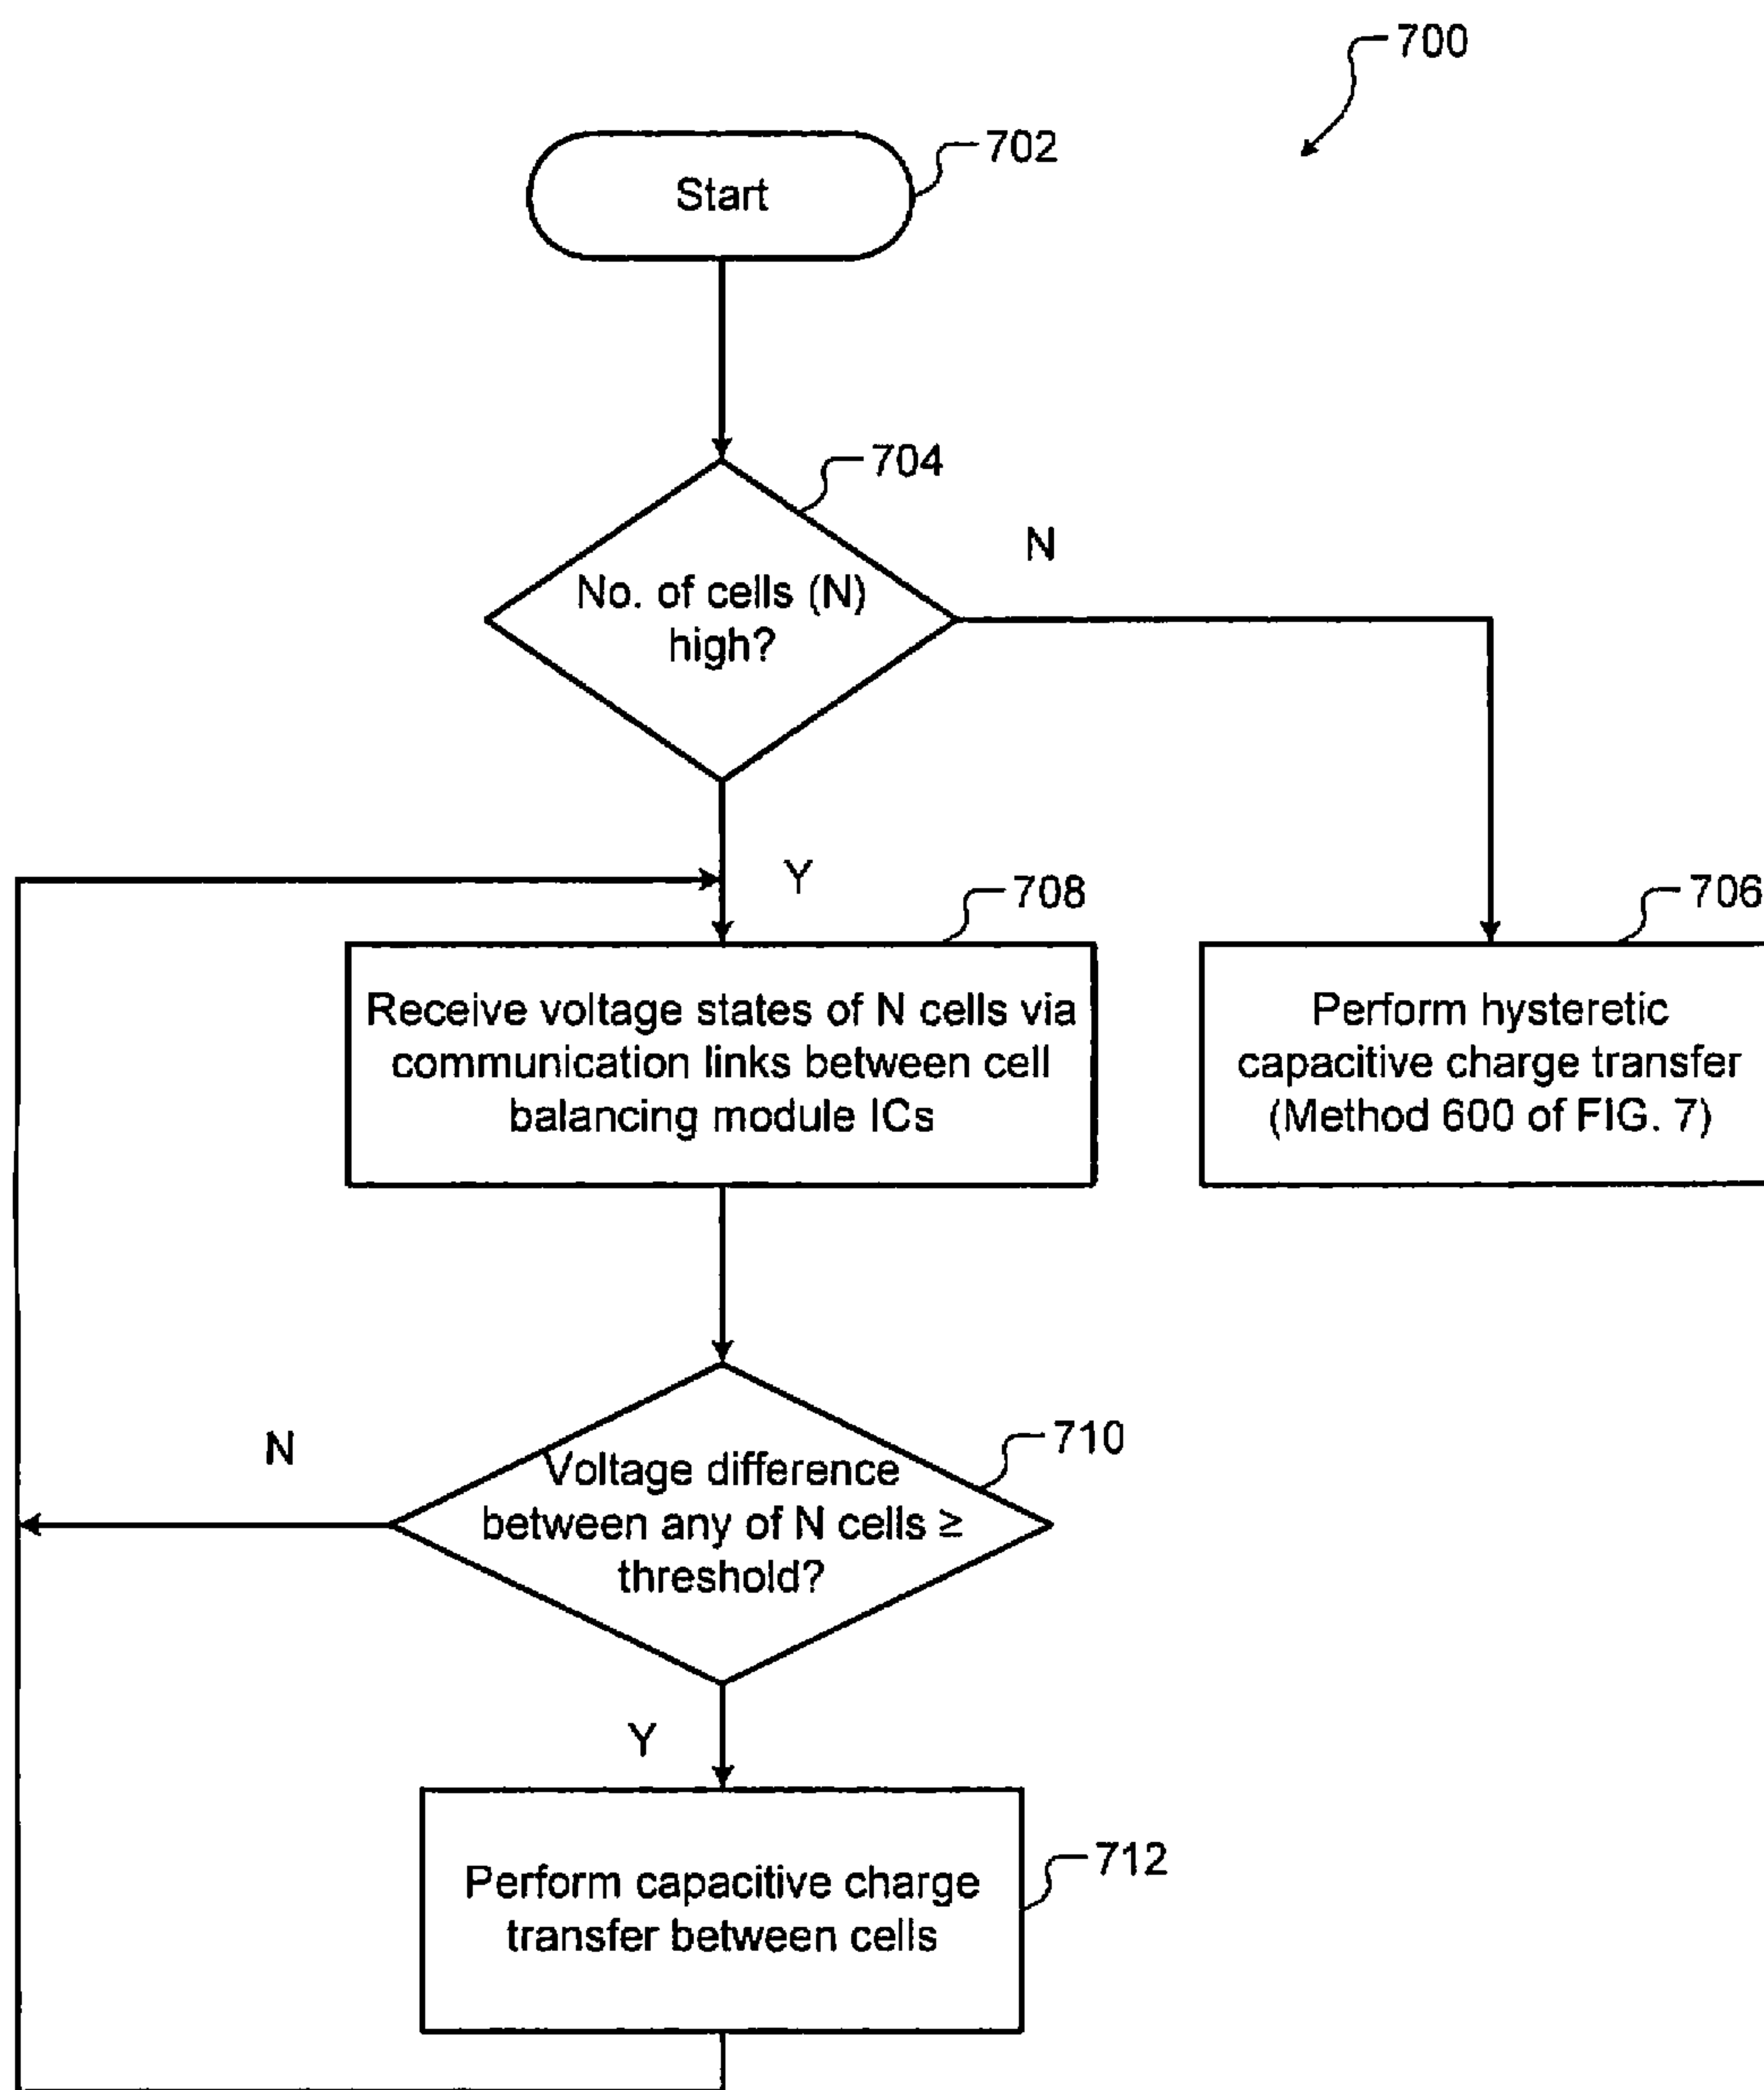 700
702
Start
704
No. of cells (N)
high?
N
Y
708
706
Receive voltage states of N cells via
communication links between cell
balancing module ICs
Perform hysteretic
capacitive charge transfer
(Method 600 of FIG. 7)
710
N
Voltage difference
between any of N cells ≥
threshold?
Y
712
Perform capacitive charge
transfer between cells